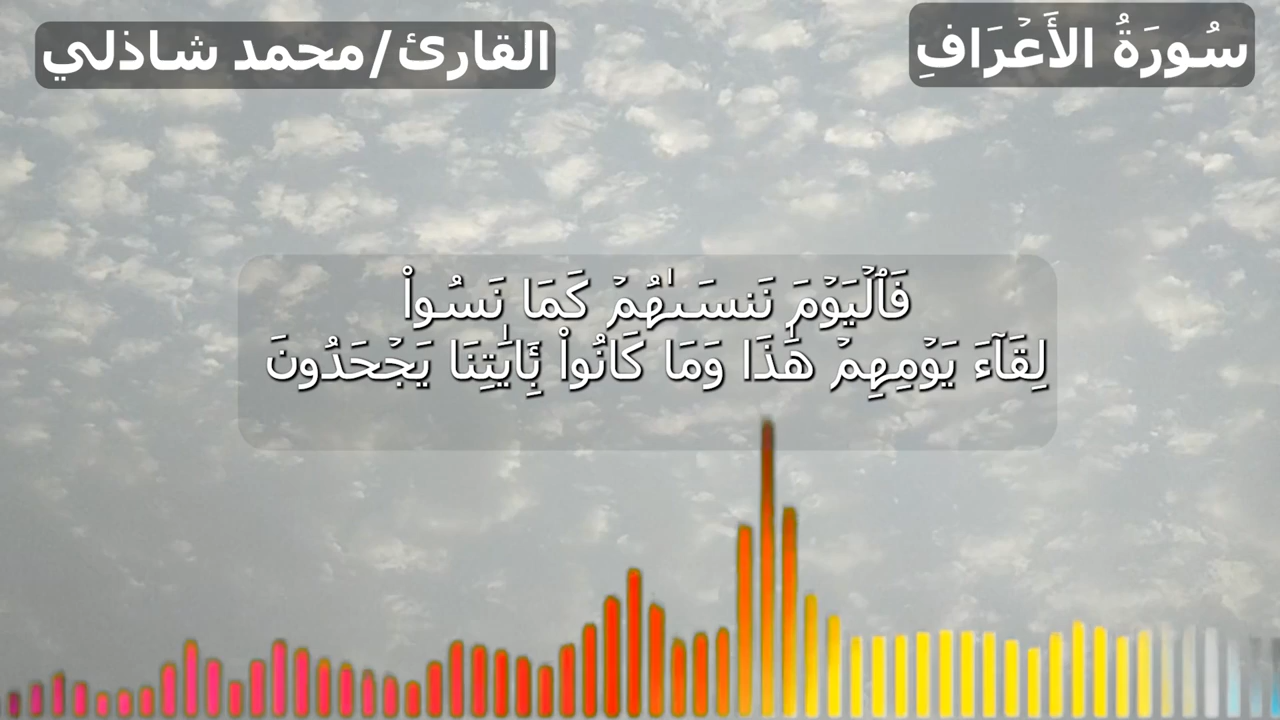 سُورَةُ الأَعْرَافِ
القارئ/محمد شاذلي
فَٱلۡيَوۡمَ نَنسَىٰهُمۡ كَمَا نَسُواْ
لِقَآءَ يَوۡمِهِمۡ هَٰذَا وَمَا كَانُواْ بِـَٔايَٰتِنَا يَجۡحَدُونَ